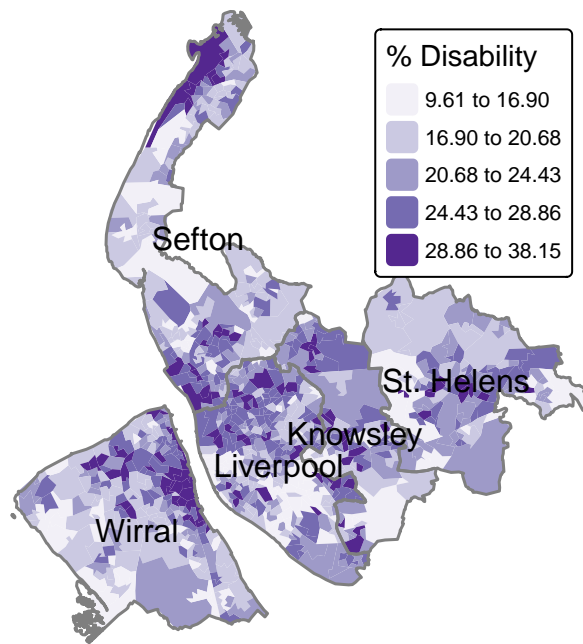 % Disability
9.61 to 16.90
16.90 to 20.68
20.68 to 24.43
24.43 to 28.86
28.86 to 38.15
Sefton
St. Helens
Knowsley
Liverpool
Wirral